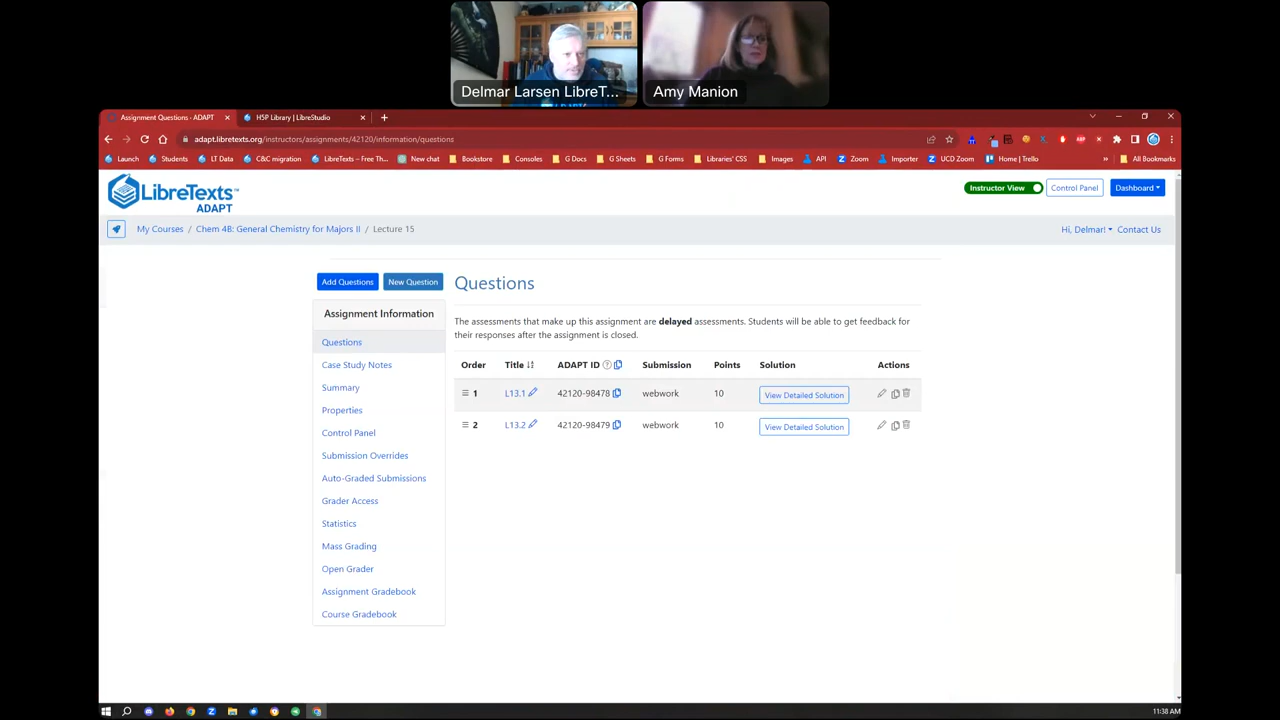 Delmar Larsen LibreT...
Amy Manion
Assignment Questions - ADAPT
H5P Library | LibreStudio
adapt.libretexts.org/instructors/assignments/42120/information/questions
Launch
Students
LT Data
C&C migration
LibreTexts – Free Th...
New chat
Bookstore
Consoles
G Docs
G Sheets
G Forms
Libraries' CSS
Images
API
Zoom
Importer
UCD Zoom
Home | Trello
»
All Bookmarks
LibreTexts™
ADAPT
Instructor View
Control Panel
Dashboard
My Courses / Chem 4B: General Chemistry for Majors II / Lecture 15
Hi, Delmar!
Contact Us
Add Questions
New Question
Assignment Information
Questions
Case Study Notes
Summary
Properties
Control Panel
Submission Overrides
Auto-Graded Submissions
Grader Access
Statistics
Mass Grading
Open Grader
Assignment Gradebook
Course Gradebook
Questions
The assessments that make up this assignment are delayed assessments. Students will be able to get feedback for
their responses after the assignment is closed.
Order Title ADAPT ID Submission Points Solution Actions
1 L13.1 42120-98478 webwork 10 View Detailed Solution
2 L13.2 42120-98479 webwork 10 View Detailed Solution
11:38 AM